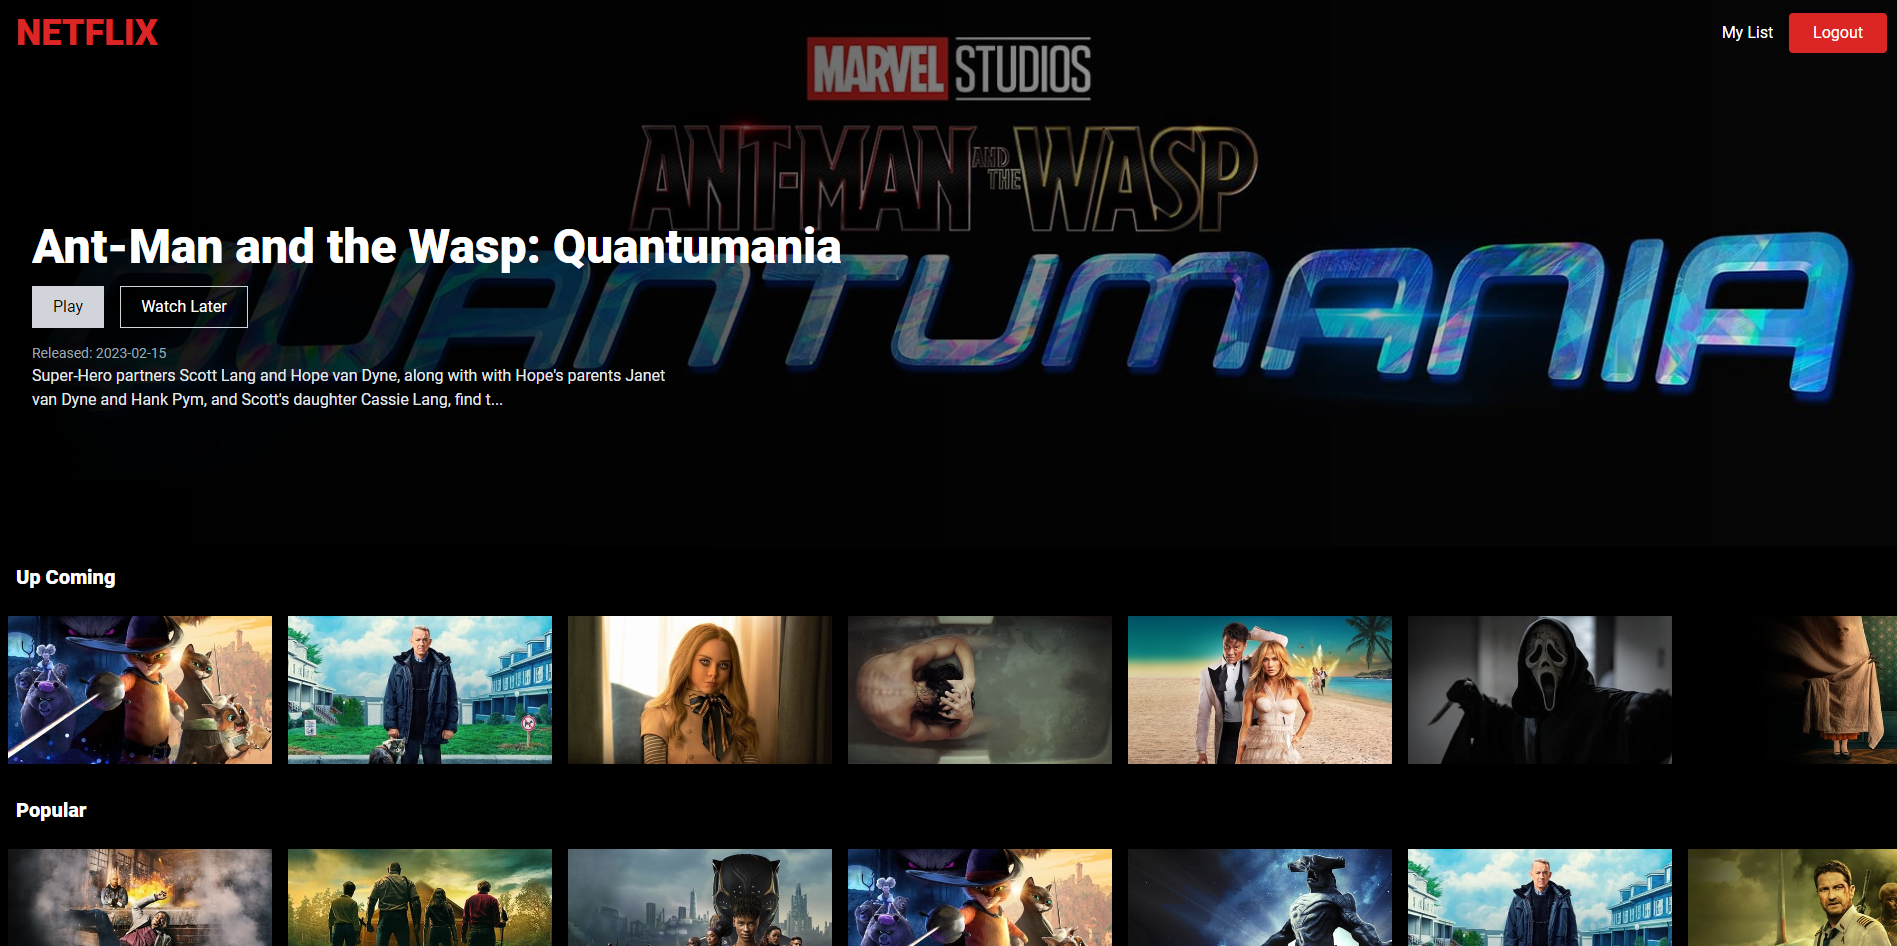 NETFLIX
My List
Logout
MARVEL STUDIOS
ANT-MAN AND THE WASP
QUANTUMANIA
Ant-Man and the Wasp: Quantumania
Play
Watch Later
Released: 2023-02-15
Super-Hero partners Scott Lang and Hope van Dyne, along with with Hope's parents Janet
van Dyne and Hank Pym, and Scott's daughter Cassie Lang, find t...
Up Coming
Popular